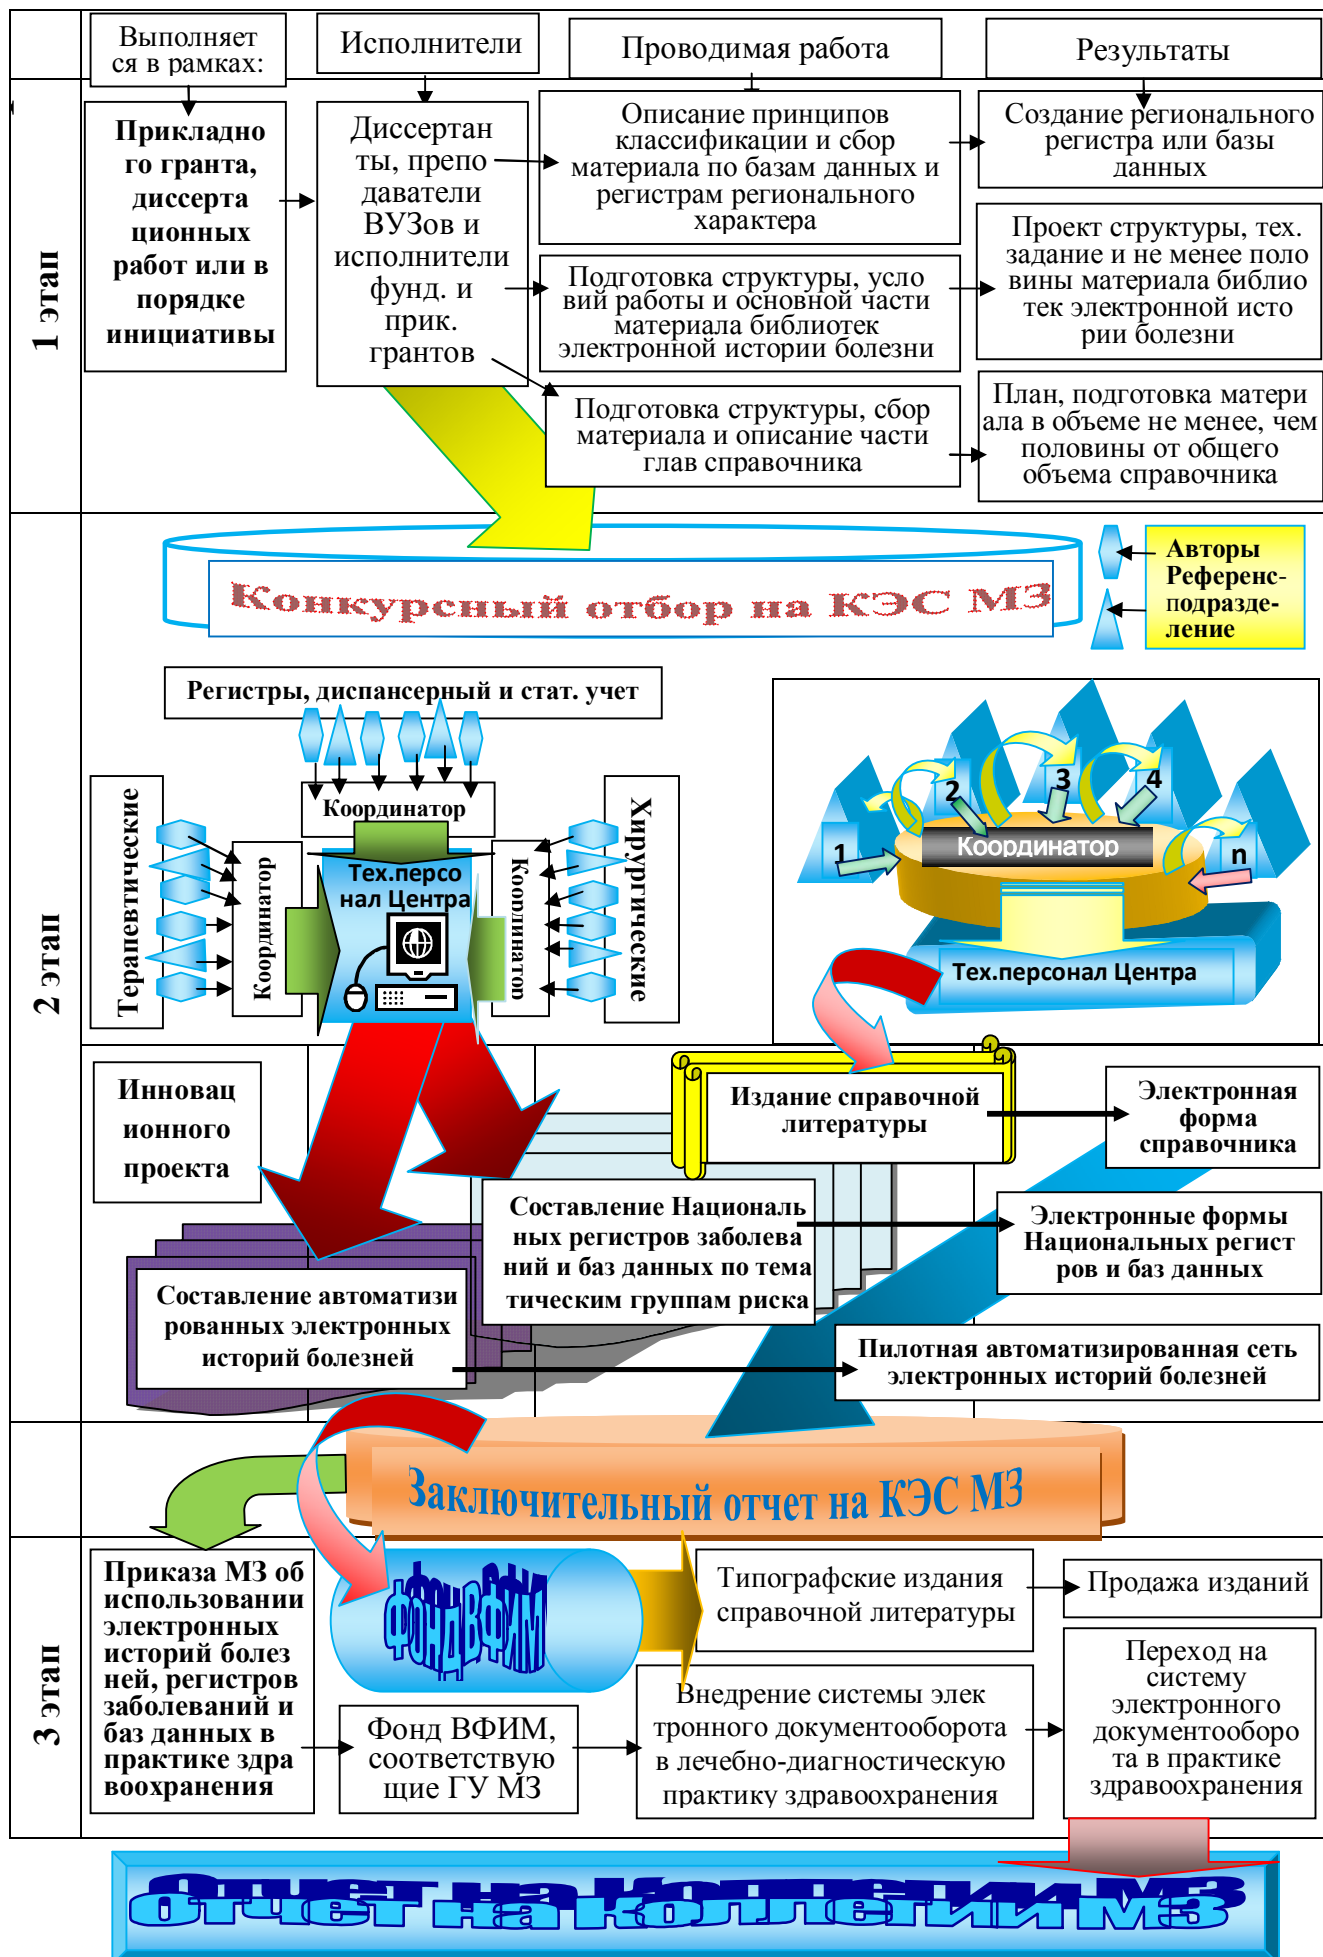 Выполняет
ся в рамках:
Исполнители
Проводимая работа
Результаты
1 этап
Прикладно
го гранта,
диссерта
ционных
работ или в
порядке
инициативы
Диссертан
ты, препо
даватели
ВУЗов и
исполнители
фунд. и
прик.
грантов
Описание принципов
классификации и сбор
материала по базам данных и
регистрам регионального
характера
Создание регионального
регистра или базы
данных
Подготовка структуры, усло
вий работы и основной части
материала библиотек
электронной истории болезни
Проект структуры, тех.
задание и не менее поло
вины материала библио
тек электронной исто
рии болезни
Подготовка структуры, сбор
материала и описание части
глав справочника
План, подготовка матери
ала в объеме не менее, чем
половины от общего
объема справочника
2 этап
Конкурсный отбор на КЭС МЗ
Авторы
Референс-
подразде-
ление
Регистры, диспансерный и стат. учет
Координатор
Терапевтические
Координатор
Тех.персо
нал Центра
Координатор
Хирургические
1
2
3
4
n
Координатор
Тех.персонал Центра
Инновац
ионного
проекта
Издание справочной
литературы
Электронная
форма
справочника
Составление Националь
ных регистров заболева
ний и баз данных по тема
тическим группам риска
Электронные формы
Национальных регист
ров и баз данных
Составление автоматизи
рованных электронных
историй болезней
Пилотная автоматизированная сеть
электронных историй болезней
Заключительный отчет на КЭС МЗ
3 этап
Приказа МЗ об
использовании
электронных
историй болез
ней, регистров
заболеваний и
баз данных в
практике здра
воохранения
ФОНД ВФИМ
Типографские издания
справочной литературы
Продажа изданий
Фонд ВФИМ,
соответствую
щие ГУ МЗ
Внедрение системы элек
тронного документооборота
в лечебно-диагностическую
практику здравоохранения
Переход на
систему
электронного
документооборо
та в практике
здравоохранения
Отчет на Коллегии МЗ